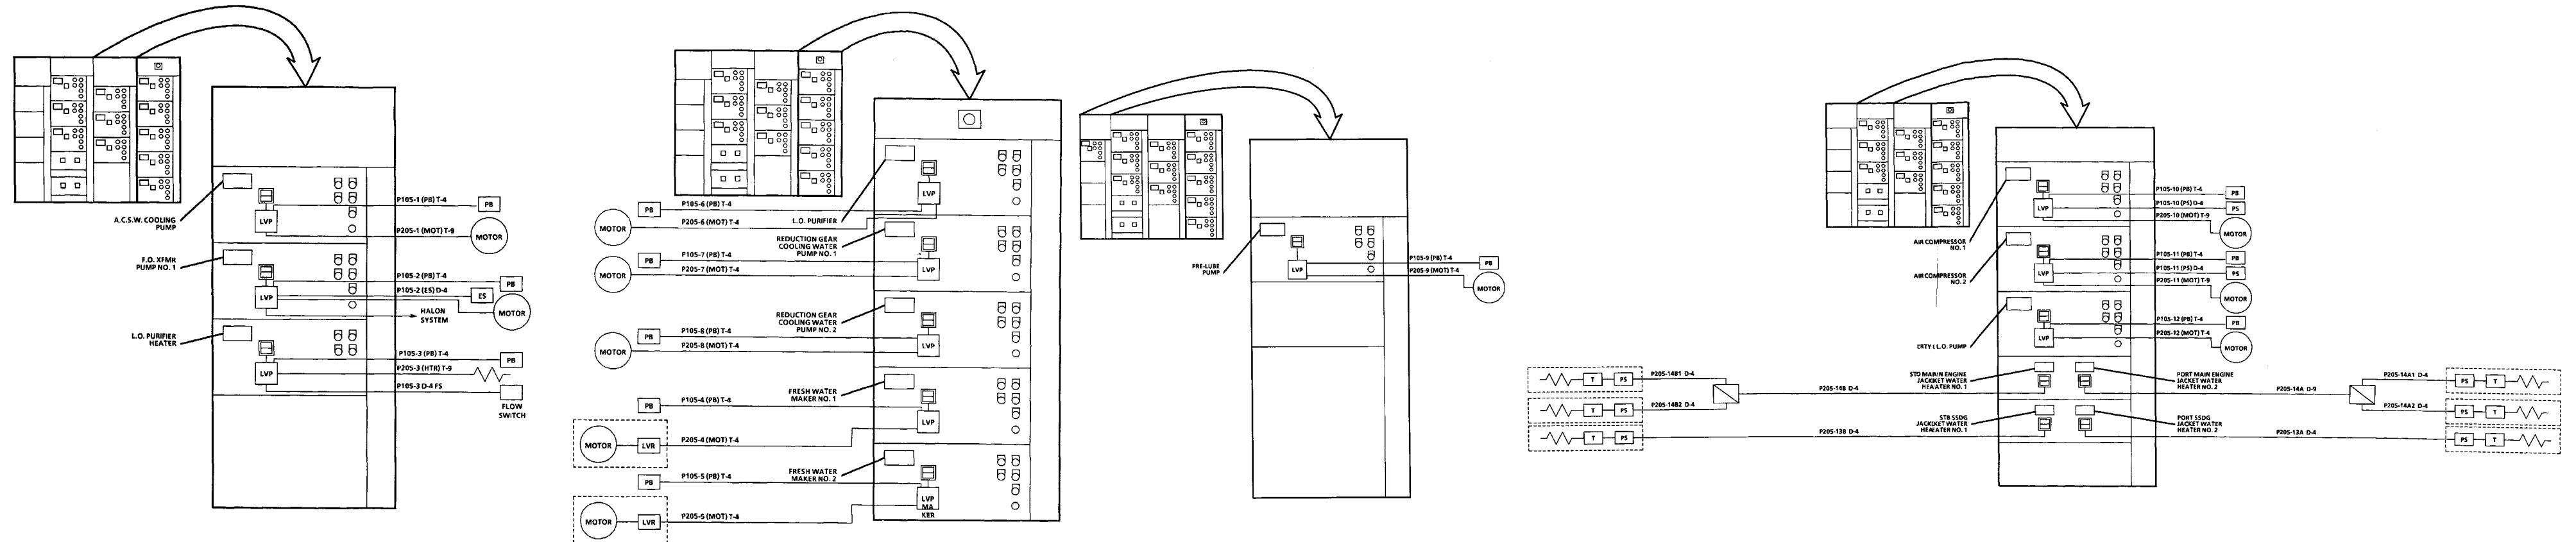 A.C.S.W. COOLING
PUMP
LVP
P105-1 (PB) T-4
PB
P205-1 (MOT) T-9
MOTOR
F.O. XFMR
PUMP NO. 1
LVP
P105-2 (PB) T-4
PB
P105-2 (ES) D-4
ES
MOTOR
HALON
SYSTEM
L.O. PURIFIER
HEATER
LVP
P105-3 (PB) T-4
PB
P205-3 (HTR) T-9
P105-3 D-4 FS
FLOW
SWITCH
LVP
PB
P105-6 (PB) T-4
MOTOR
P205-6 (MOT) T-4
L.O. PURIFIER
REDUCTION GEAR
COOLING WATER
PUMP NO. 1
PB
P105-7 (PB) T-4
LVP
MOTOR
P205-7 (MOT) T-4
REDUCTION GEAR
COOLING WATER
PUMP NO. 2
PB
P105-8 (PB) T-4
LVP
MOTOR
P205-8 (MOT) T-4
FRESH WATER
MAKER NO. 1
PB
P105-4 (PB) T-4
LVP
MOTOR
LVR
P205-4 (MOT) T-4
FRESH WATER
MAKER NO. 2
PB
P105-5 (PB) T-4
LVP
MA
KER
MOTOR
LVR
P205-5 (MOT) T-4
PRE-LUBE
PUMP
LVP
P105-9 (PB) T-4
PB
P205-9 (MOT) T-4
MOTOR
AIR COMPRESSOR
NO. 1
LVP
P105-10 (PB) T-4
PB
P105-10 (PS) D-4
PS
P205-10 (MOT) T-9
MOTOR
AIR COMPRESSOR
NO. 2
LVP
P105-11 (PB) T-4
PB
P105-11 (PS) D-4
PS
P205-11 (MOT) T-9
MOTOR
L.O. PUMP
LVP
P105-12 (PB) T-4
PB
P205-12 (MOT) T-4
MOTOR
STD MAININ ENGINE
JACKET WATER
HEAATER NO. 1
PORT MAIN ENGINE
JACKET WATER
HEATER NO. 2
T
PS
P205-14B1 D-4
T
PS
P205-14B2 D-4
P205-14B D-4
P205-14A D-9
P205-14A1 D-4
PS
T
P205-14A2 D-4
PS
T
STB SSDG
JACKEKET WATER
HEAEATER NO. 1
PORT SSDG
JACKET WATER
HEATER NO. 2
T
PS
P205-13B D-4
P205-13A D-4
PS
T